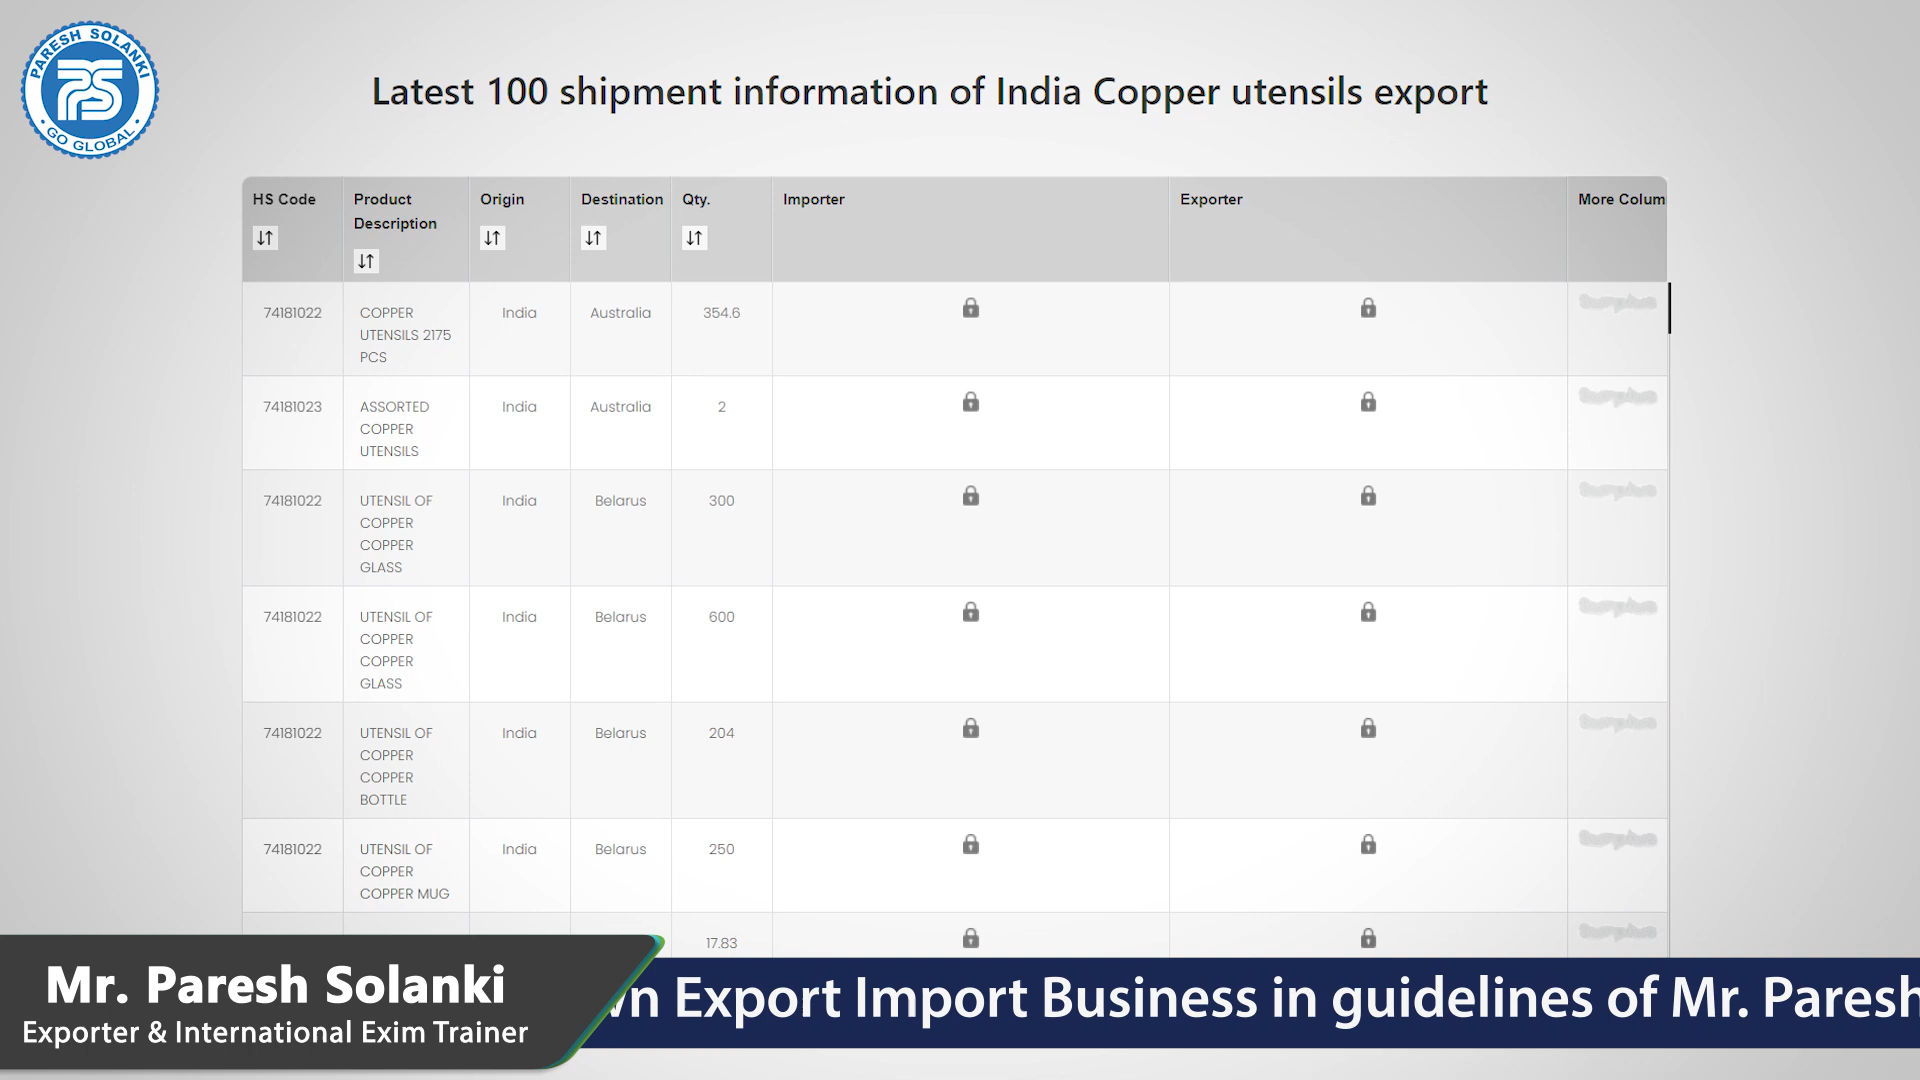 PARESH SOLANKI
PS
• GO GLOBAL •
Latest 100 shipment information of India Copper utensils export
HS Code
Product
Description
Origin
Destination
Qty.
Importer
Exporter
More Colum
74181022
COPPER
UTENSILS 2175
PCS
India
Australia
354.6
74181023
ASSORTED
COPPER
UTENSILS
India
Australia
2
74181022
UTENSIL OF
COPPER
COPPER
GLASS
India
Belarus
300
74181022
UTENSIL OF
COPPER
COPPER
GLASS
India
Belarus
600
74181022
UTENSIL OF
COPPER
COPPER
BOTTLE
India
Belarus
204
74181022
UTENSIL OF
COPPER
COPPER MUG
India
Belarus
250
17.83
Mr. Paresh Solanki
Exporter & International Exim Trainer
n Export Import Business in guidelines of Mr. Paresh